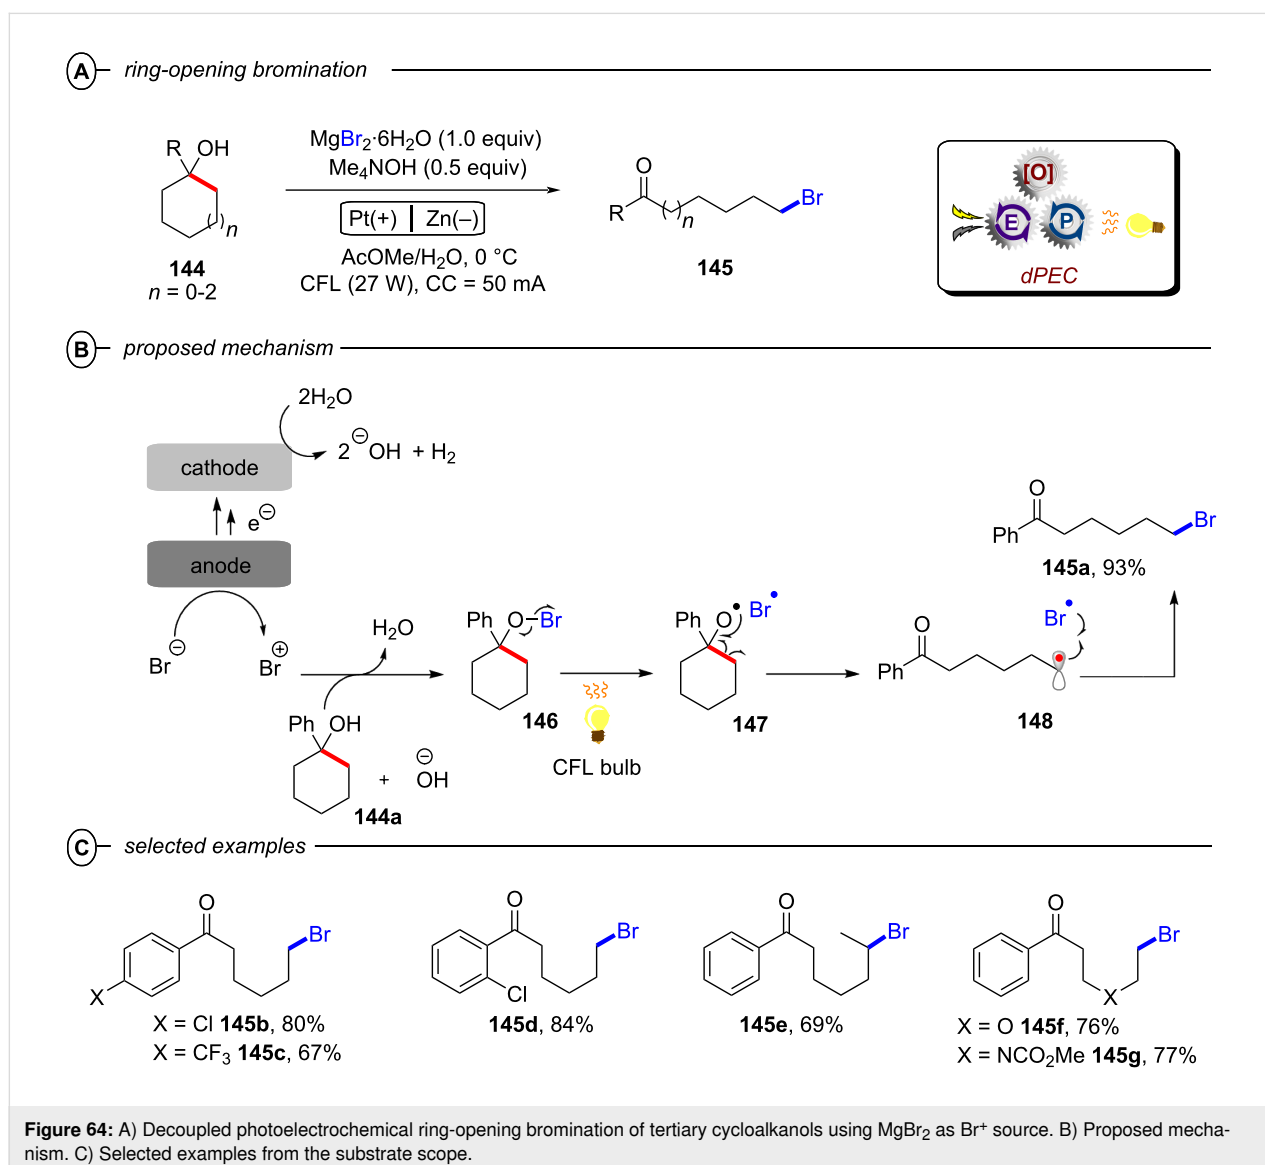 A ring-opening bromination
R OH
n
144
n = 0-2
MgBr₂·6H₂O (1.0 equiv)
Me₄NOH (0.5 equiv)
Pt(+) | Zn(–)
AcOMe/H₂O, 0 °C
CFL (27 W), CC = 50 mA
O
R n Br
145
[O]
E P
dPEC
B proposed mechanism
2H₂O
2 ⊖OH + H₂
cathode
e⊖
anode
Br⊖ Br⊕
H₂O
Ph OH
144a
+ ⊖OH
Ph O–Br
146
CFL bulb
Ph O• Br•
147
O
Ph
Br•
148
O
Ph Br
145a, 93%
C selected examples
O
Br
X
X = Cl 145b, 80%
X = CF₃ 145c, 67%
O
Br
Cl
145d, 84%
O
Br
145e, 69%
O
Br
X
X = O 145f, 76%
X = NCO₂Me 145g, 77%
Figure 64: A) Decoupled photoelectrochemical ring-opening bromination of tertiary cycloalkanols using MgBr₂ as Br⁺ source. B) Proposed mecha-
nism. C) Selected examples from the substrate scope.